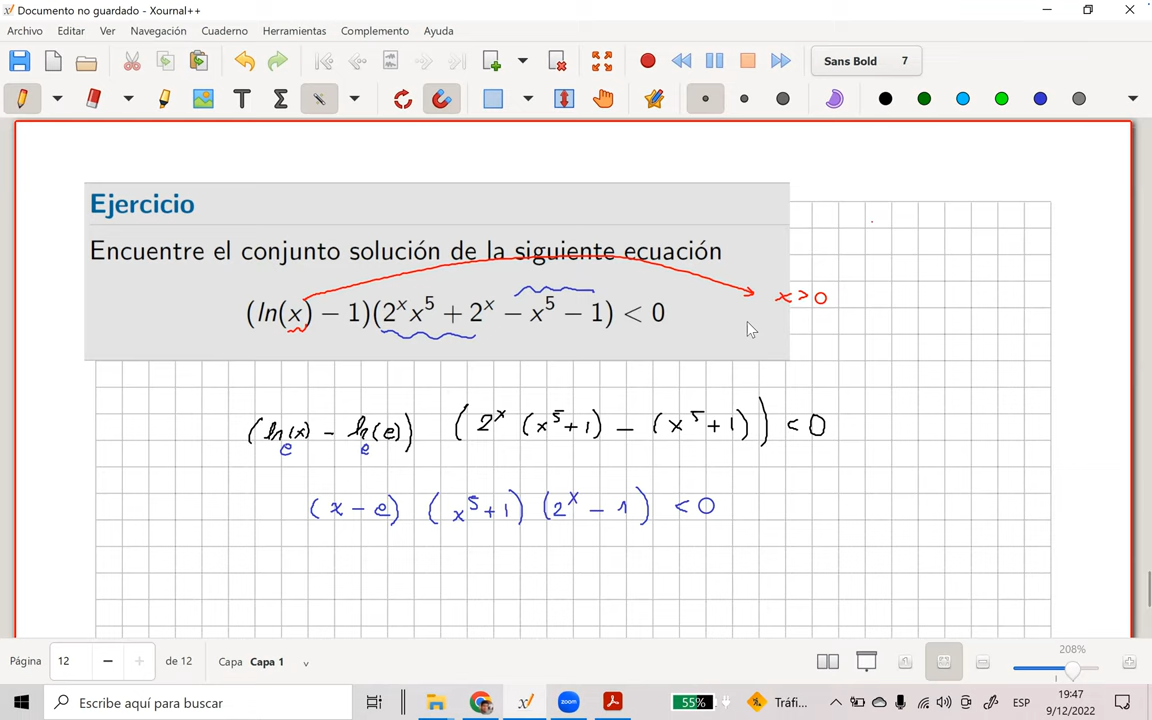 Documento no guardado - Xournal++
Archivo Editar Ver Navegación Cuaderno Herramientas Complemento Ayuda
Sans Bold 7
Ejercicio
Encuentre el conjunto solución de la siguiente ecuación
(ln(x) − 1)(2^x x^5 + 2^x − x^5 − 1) < 0
x > 0
(ln(x) − ln(e)) (2^x (x^5+1) − (x^5+1)) < 0
e e
(x − e) (x^5+1) (2^x − 1) < 0
Página 12 de 12 Capa Capa 1
208%
Escribe aquí para buscar
zoom
55%
Tráfi...
ESP
19:47
9/12/2022